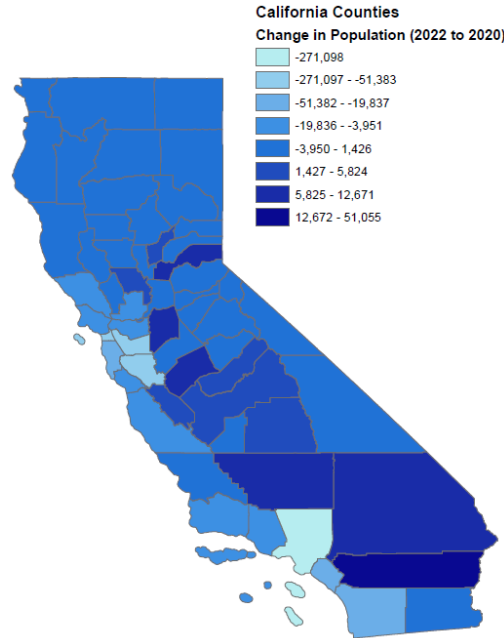 California Counties
Change in Population (2022 to 2020)
-271,098
-271,097 - -51,383
-51,382 - -19,837
-19,836 - -3,951
-3,950 - 1,426
1,427 - 5,824
5,825 - 12,671
12,672 - 51,055